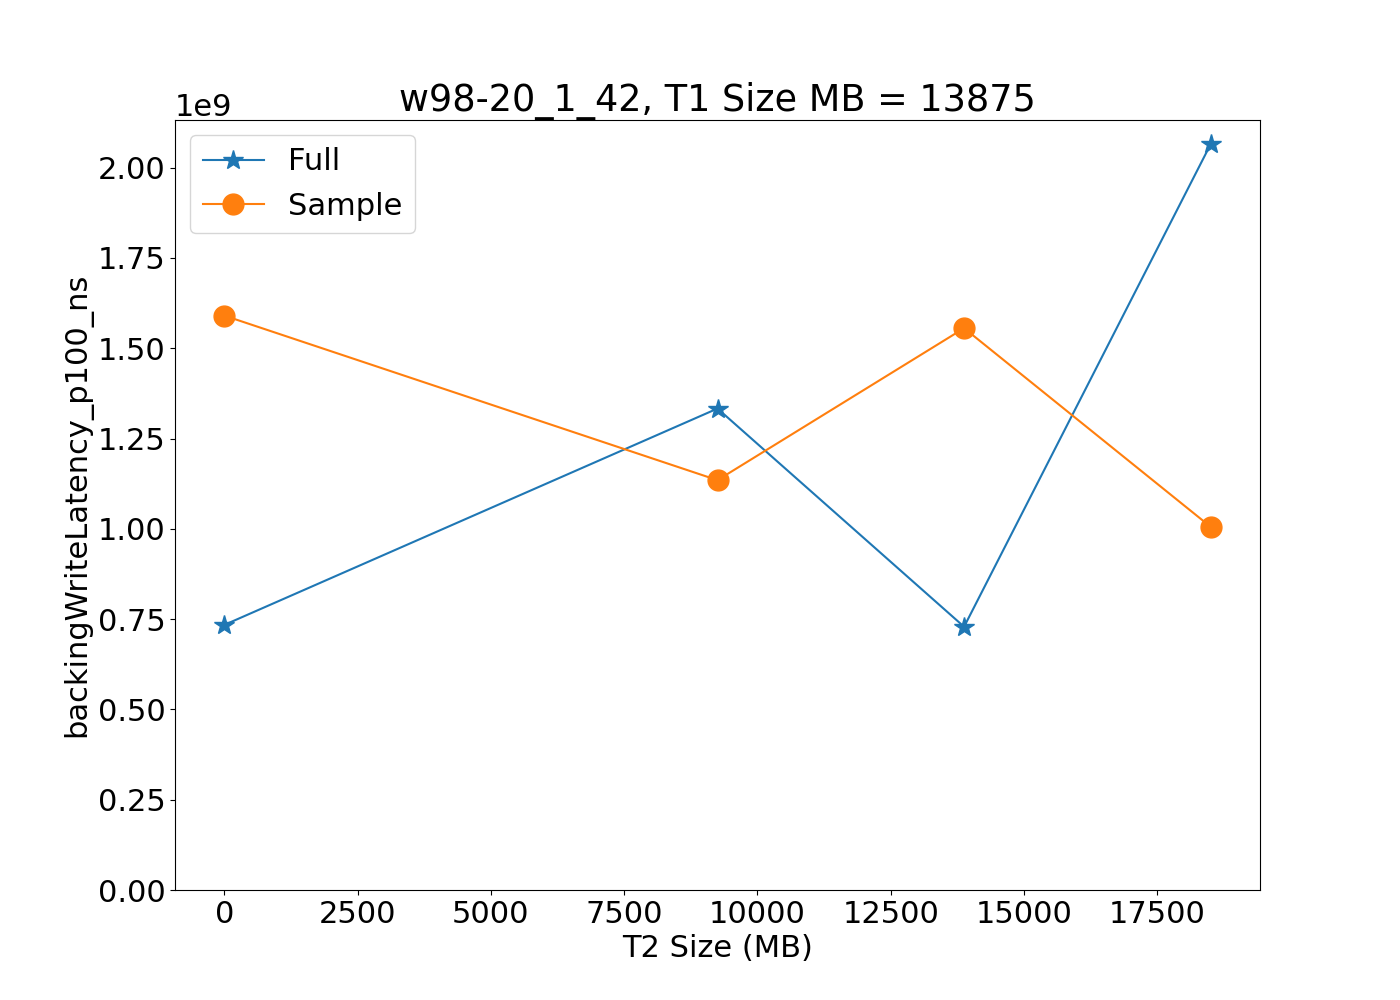 w98-20_1_42, T1 Size MB = 13875
1e9
Full
Sample
2.00
1.75
1.50
1.25
1.00
0.75
0.50
0.25
0.00
backingWriteLatency_p100_ns
0 2500 5000 7500 10000 12500 15000 17500
T2 Size (MB)